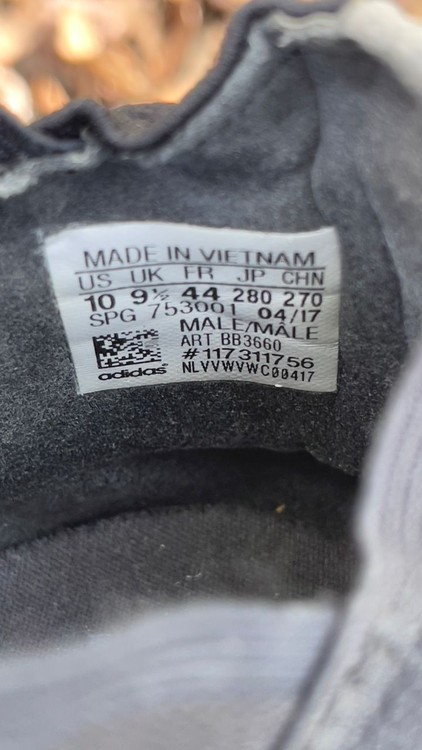 MADE IN VIETNAM
US UK FR JP CHN
10 9½ 44 280 270
SPG 753001 04/17
MALE/MÂLE
ART BB3660
#117311756
NLVVWVWC00417
adidas